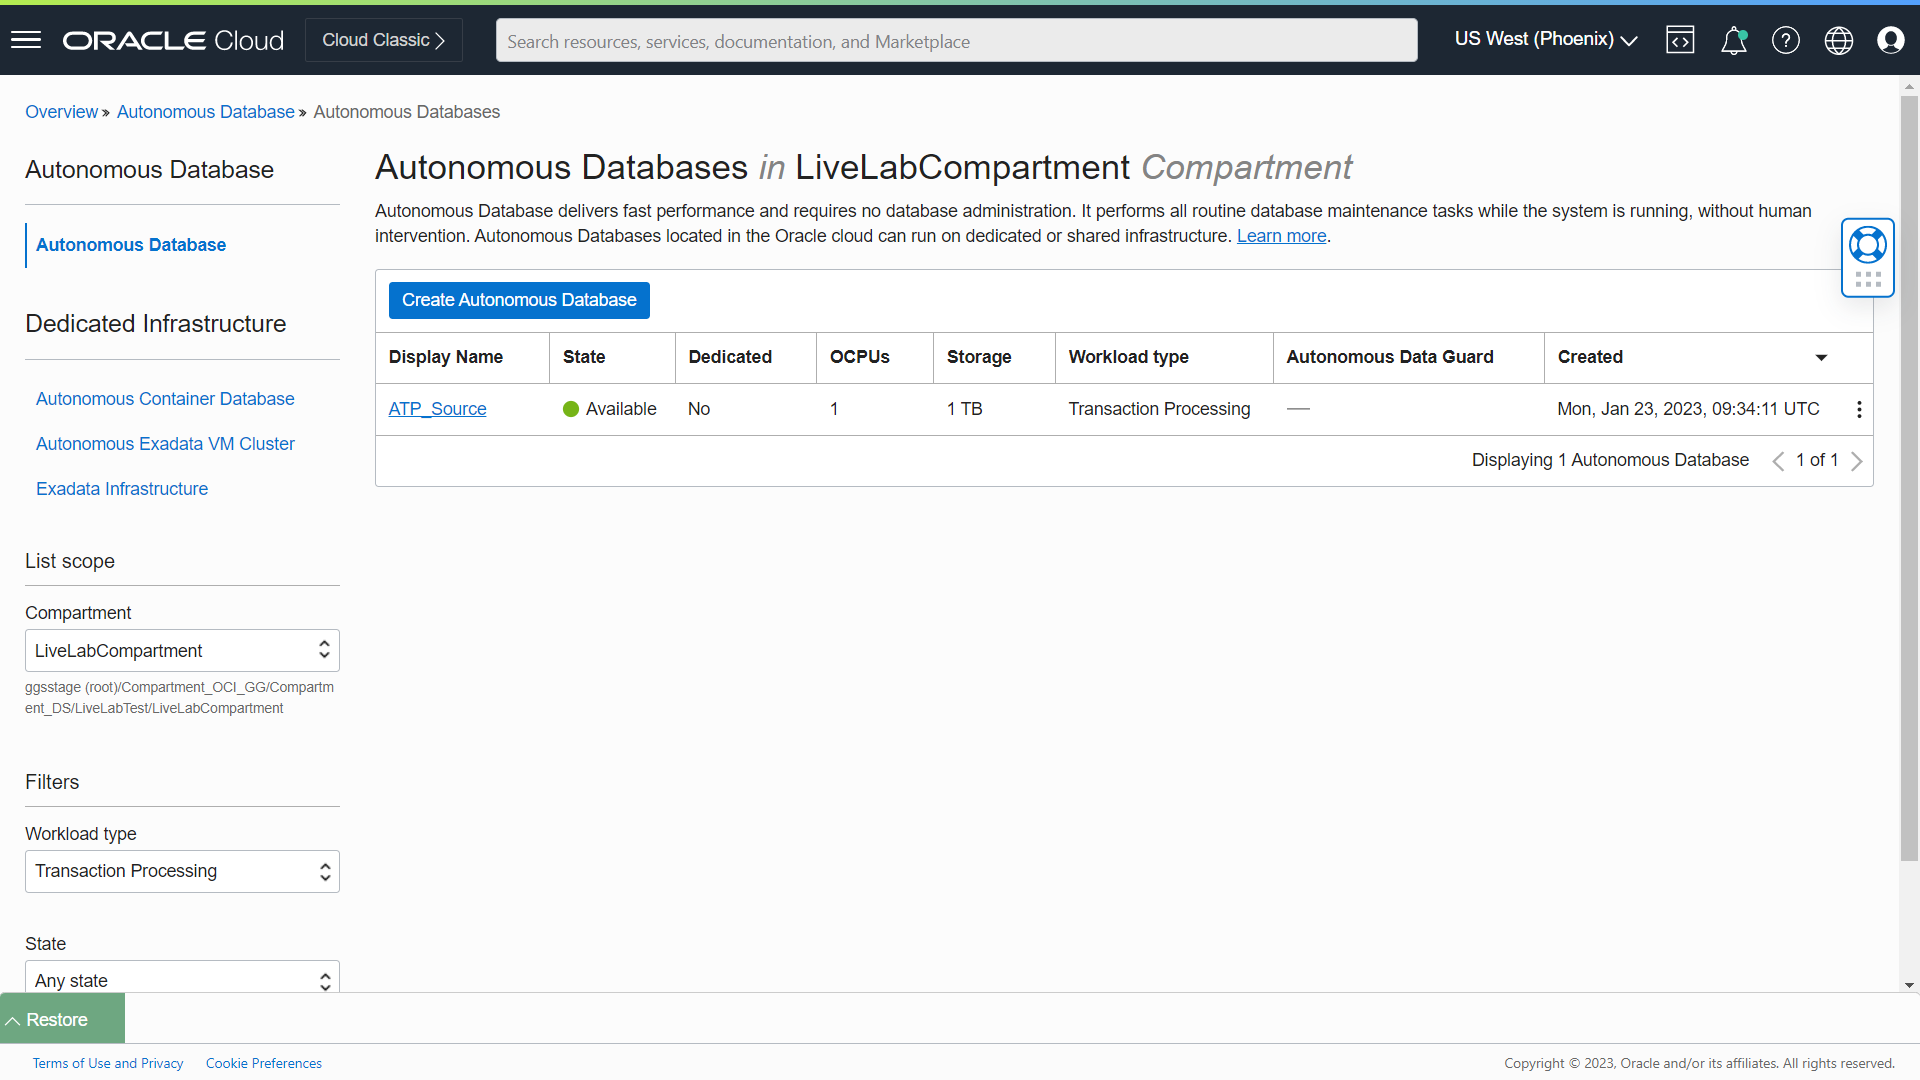 ORACLE Cloud
Cloud Classic
Search resources, services, documentation, and Marketplace
US West (Phoenix)
Overview » Autonomous Database » Autonomous Databases
Autonomous Database
Autonomous Database
Dedicated Infrastructure
Autonomous Container Database
Autonomous Exadata VM Cluster
Exadata Infrastructure
List scope
Compartment
LiveLabCompartment
ggsstage (root)/Compartment_OCI_GG/Compartm
ent_DS/LiveLabTest/LiveLabCompartment
Filters
Workload type
Transaction Processing
State
Any state
Autonomous Databases in LiveLabCompartment Compartment
Autonomous Database delivers fast performance and requires no database administration. It performs all routine database maintenance tasks while the system is running, without human
intervention. Autonomous Databases located in the Oracle cloud can run on dedicated or shared infrastructure. Learn more.
Create Autonomous Database
Display Name State Dedicated OCPUs Storage Workload type Autonomous Data Guard Created
ATP_Source Available No 1 1 TB Transaction Processing — Mon, Jan 23, 2023, 09:34:11 UTC
Displaying 1 Autonomous Database 1 of 1
Restore
Terms of Use and Privacy Cookie Preferences
Copyright © 2023, Oracle and/or its affiliates. All rights reserved.